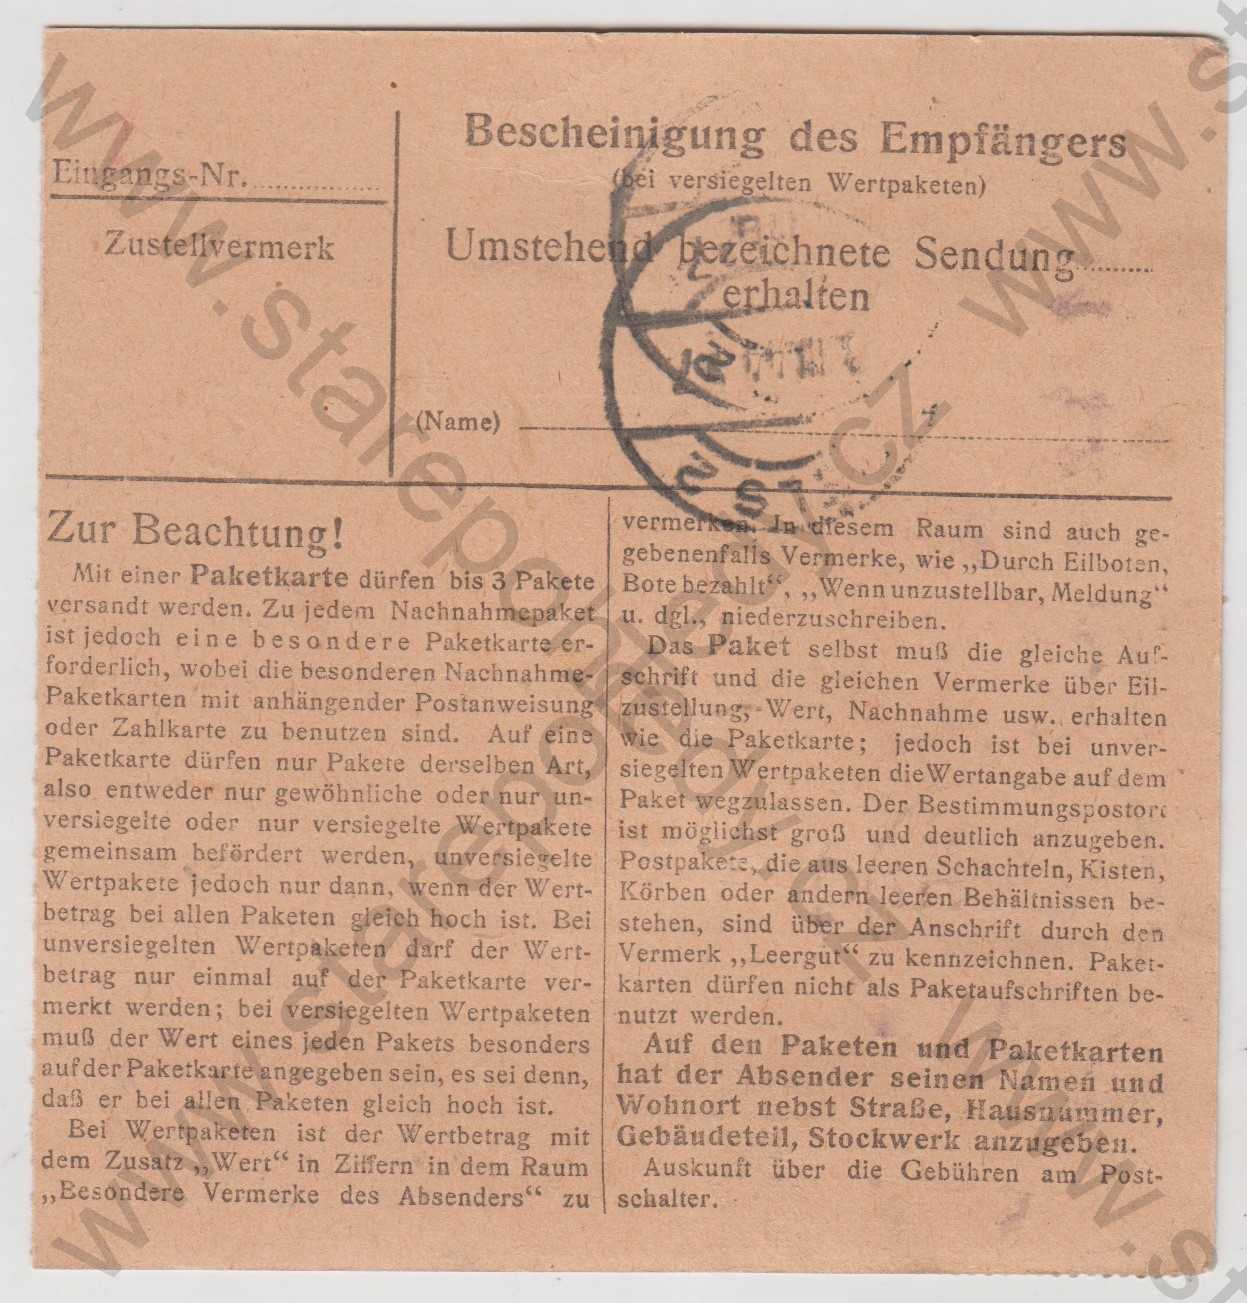 Eingangs-Nr.
Zustellvermerk
Bescheinigung des Empfängers
(bei versiegelten Wertpaketen)
Umstehend bezeichnete Sendung
erhalten
(Name)
Zur Beachtung!
Mit einer Paketkarte dürfen bis 3 Pakete
versandt werden. Zu jedem Nachnahmepaket
ist jedoch eine besondere Paketkarte er-
forderlich, wobei die besonderen Nachnahme-
Paketkarten mit anhängender Postanweisung
oder Zahlkarte zu benutzen sind. Auf eine
Paketkarte dürfen nur Pakete derselben Art,
also entweder nur gewöhnliche oder nur un-
versiegelte oder nur versiegelte Wertpakete
gemeinsam befördert werden, unversiegelte
Wertpakete jedoch nur dann, wenn der Wert-
betrag bei allen Paketen gleich hoch ist. Bei
unversiegelten Wertpaketen darf der Wert-
betrag nur einmal auf der Paketkarte ver-
merkt werden; bei versiegelten Wertpaketen
muß der Wert eines jeden Pakets besonders
auf der Paketkarte angegeben sein, es sei denn,
daß er bei allen Paketen gleich hoch ist.
Bei Wertpaketen ist der Wertbetrag mit
dem Zusatz „Wert“ in Ziffern in dem Raum
„Besondere Vermerke des Absenders“ zu
vermerken. In diesem Raum sind auch ge-
gebenenfalls Vermerke, wie „Durch Eilboten,
Bote bezahlt“, „Wenn unzustellbar, Meldung“
u. dgl., niederzuschreiben.
Das Paket selbst muß die gleiche Auf-
schrift und die gleichen Vermerke über Eil-
zustellung, Wert, Nachnahme usw. erhalten
wie die Paketkarte; jedoch ist bei unver-
siegelten Wertpaketen die Wertangabe auf dem
Paket wegzulassen. Der Bestimmungspostort
ist möglichst groß und deutlich anzugeben.
Postpakete, die aus leeren Schachteln, Kisten,
Körben oder andern leeren Behältnissen be-
stehen, sind über der Anschrift durch den
Vermerk „Leergut“ zu kennzeichnen. Paket-
karten dürfen nicht als Paketaufschriften be-
nutzt werden.
Auf den Paketen und Paketkarten
hat der Absender seinen Namen und
Wohnort nebst Straße, Hausnummer,
Gebäudeteil, Stockwerk anzugeben.
Auskunft über die Gebühren am Post-
schalter.
www.starepohledy.cz
www.starepohledy.cz